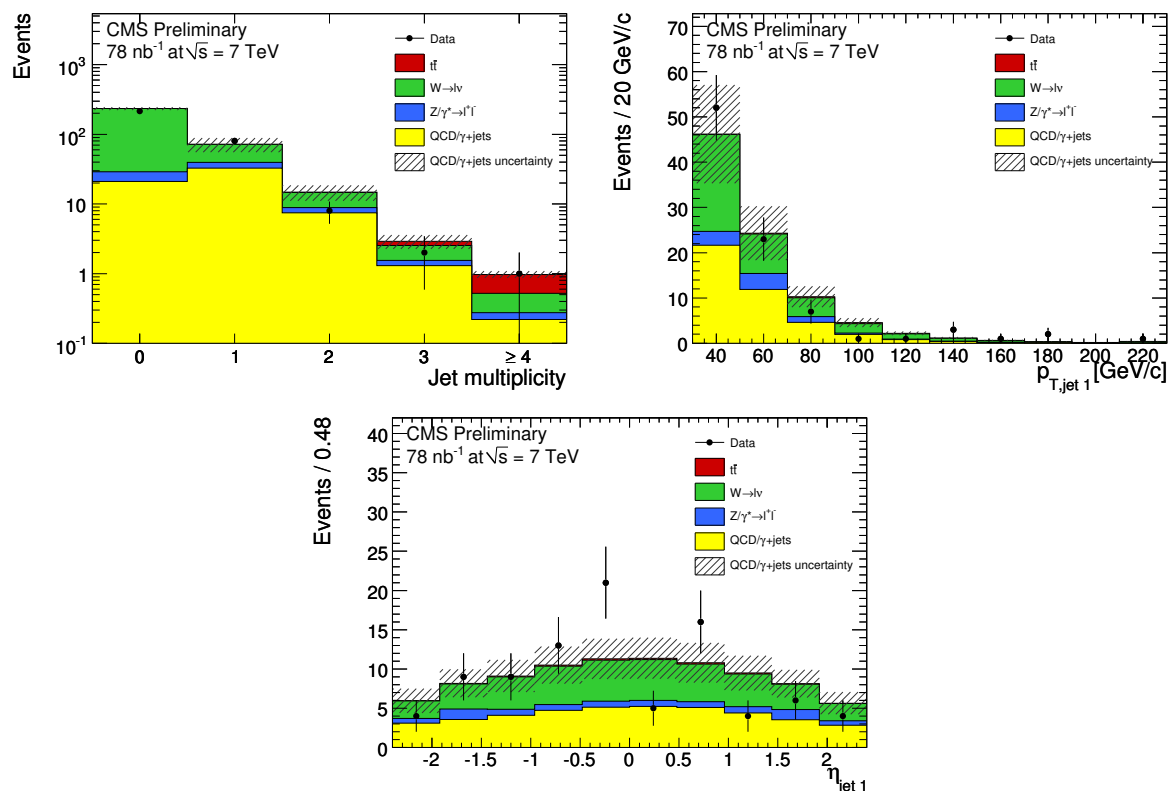 CMS Preliminary
78 nb⁻¹ at √s = 7 TeV
Data
tt̄
W→lν
Z/γ*→l⁺l⁻
QCD/γ+jets
QCD/γ+jets uncertainty
Events
10³
10²
10
1
10⁻¹
0 1 2 3 ≥ 4
Jet multiplicity
CMS Preliminary
78 nb⁻¹ at √s = 7 TeV
Data
tt̄
W→lν
Z/γ*→l⁺l⁻
QCD/γ+jets
QCD/γ+jets uncertainty
Events / 20 GeV/c
70
60
50
40
30
20
10
0
40 60 80 100 120 140 160 180 200 220
p_T,jet 1 [GeV/c]
CMS Preliminary
78 nb⁻¹ at √s = 7 TeV
Data
tt̄
W→lν
Z/γ*→l⁺l⁻
QCD/γ+jets
QCD/γ+jets uncertainty
Events / 0.48
40
35
30
25
20
15
10
5
0
-2 -1.5 -1 -0.5 0 0.5 1 1.5 2
η_jet 1